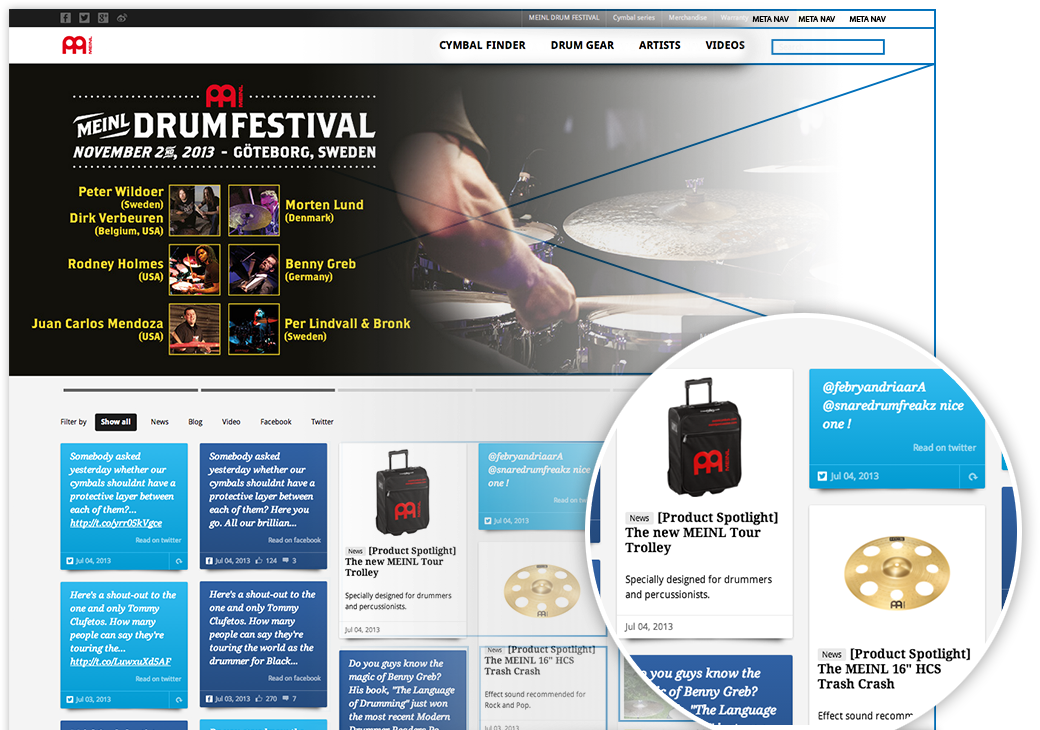 MEINL DRUM FESTIVAL
Cymbal series
Merchandise
Warranty
META NAV
META NAV
META NAV
MEINL
CYMBAL FINDER
DRUM GEAR
ARTISTS
VIDEOS
MEINL
MEINL DRUMFESTIVAL
NOVEMBER 2ND, 2013 - GÖTEBORG, SWEDEN
Peter Wildoer
(Sweden)
Dirk Verbeuren
(Belgium, USA)
Morten Lund
(Denmark)
Rodney Holmes
(USA)
Benny Greb
(Germany)
Juan Carlos Mendoza
(USA)
Per Lindvall & Bronk
(Sweden)
Filter by
Show all
News
Blog
Video
Facebook
Twitter
Somebody asked
yesterday whether our
cymbals shouldnt have a
protective layer between
each of them?...
http://t.co/yrr05kVgce
Read on twitter
Jul 04, 2013
Somebody asked
yesterday whether our
cymbals shouldnt have a
protective layer between
each of them? Here you
go. All our brillian...
Read on facebook
Jul 04, 2013 124 3
News [Product Spotlight]
The new MEINL Tour
Trolley
Specially designed for drummers
and percussionists.
Jul 04, 2013
@febryandriaarA
@snaredrumfreakz nice
one !
Read on tw
Jul 04, 2013
Here's a shout-out to the
one and only Tommy
Clufetos. How many
people can say they're
touring the...
http://t.co/LuwxuXd5AF
Read on twitter
Jul 03, 2013
Here's a shout-out to the
one and only Tommy
Clufetos. How many
people can say they're
touring the world as the
drummer for Black...
Read on facebook
Jul 03, 2013 270 7
Do you guys know the
magic of Benny Greb?
His book, "The Language
of Drumming" just won
the most recent Modern
News [Product Spotlight]
The MEINL 16" HCS
Trash Crash
Effect sound recommended for
Rock and Pop.
Jul 03, 2013
MEINL
News [Product Spotlight]
The new MEINL Tour
Trolley
Specially designed for drummers
and percussionists.
Jul 04, 2013
@febryandriaarA
@snaredrumfreakz nice
one !
Read on twitter
Jul 04, 2013
News [Product Spotlight]
The MEINL 16" HCS
Trash Crash
Effect sound recomm
you guys know the
ic of Benny Greb?
"The Language